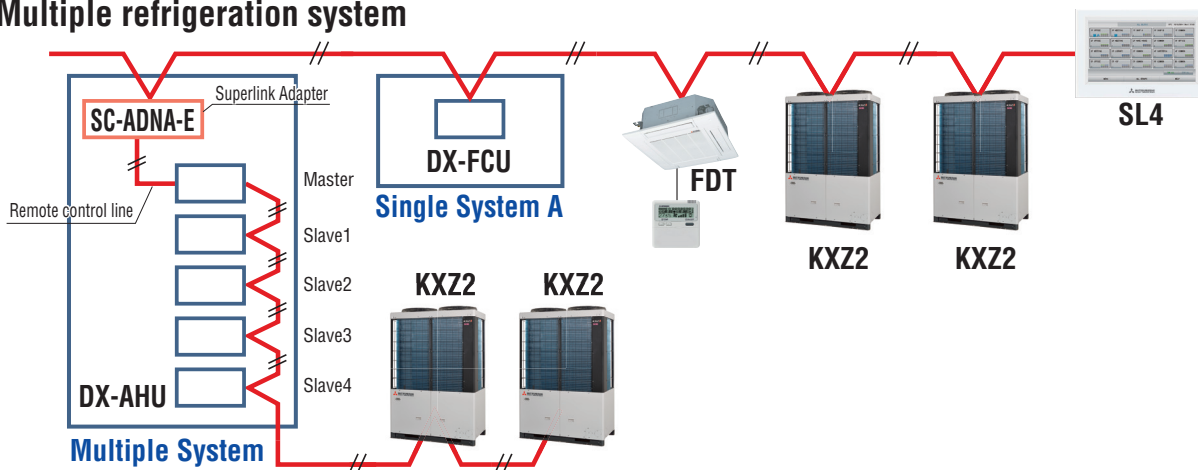 Multiple refrigeration system
SC-ADNA-E
Superlink Adapter
Remote control line
Master
Slave1
Slave2
Slave3
Slave4
DX-AHU
Multiple System
DX-FCU
Single System A
FDT
KXZ2
KXZ2
KXZ2
KXZ2
SL4